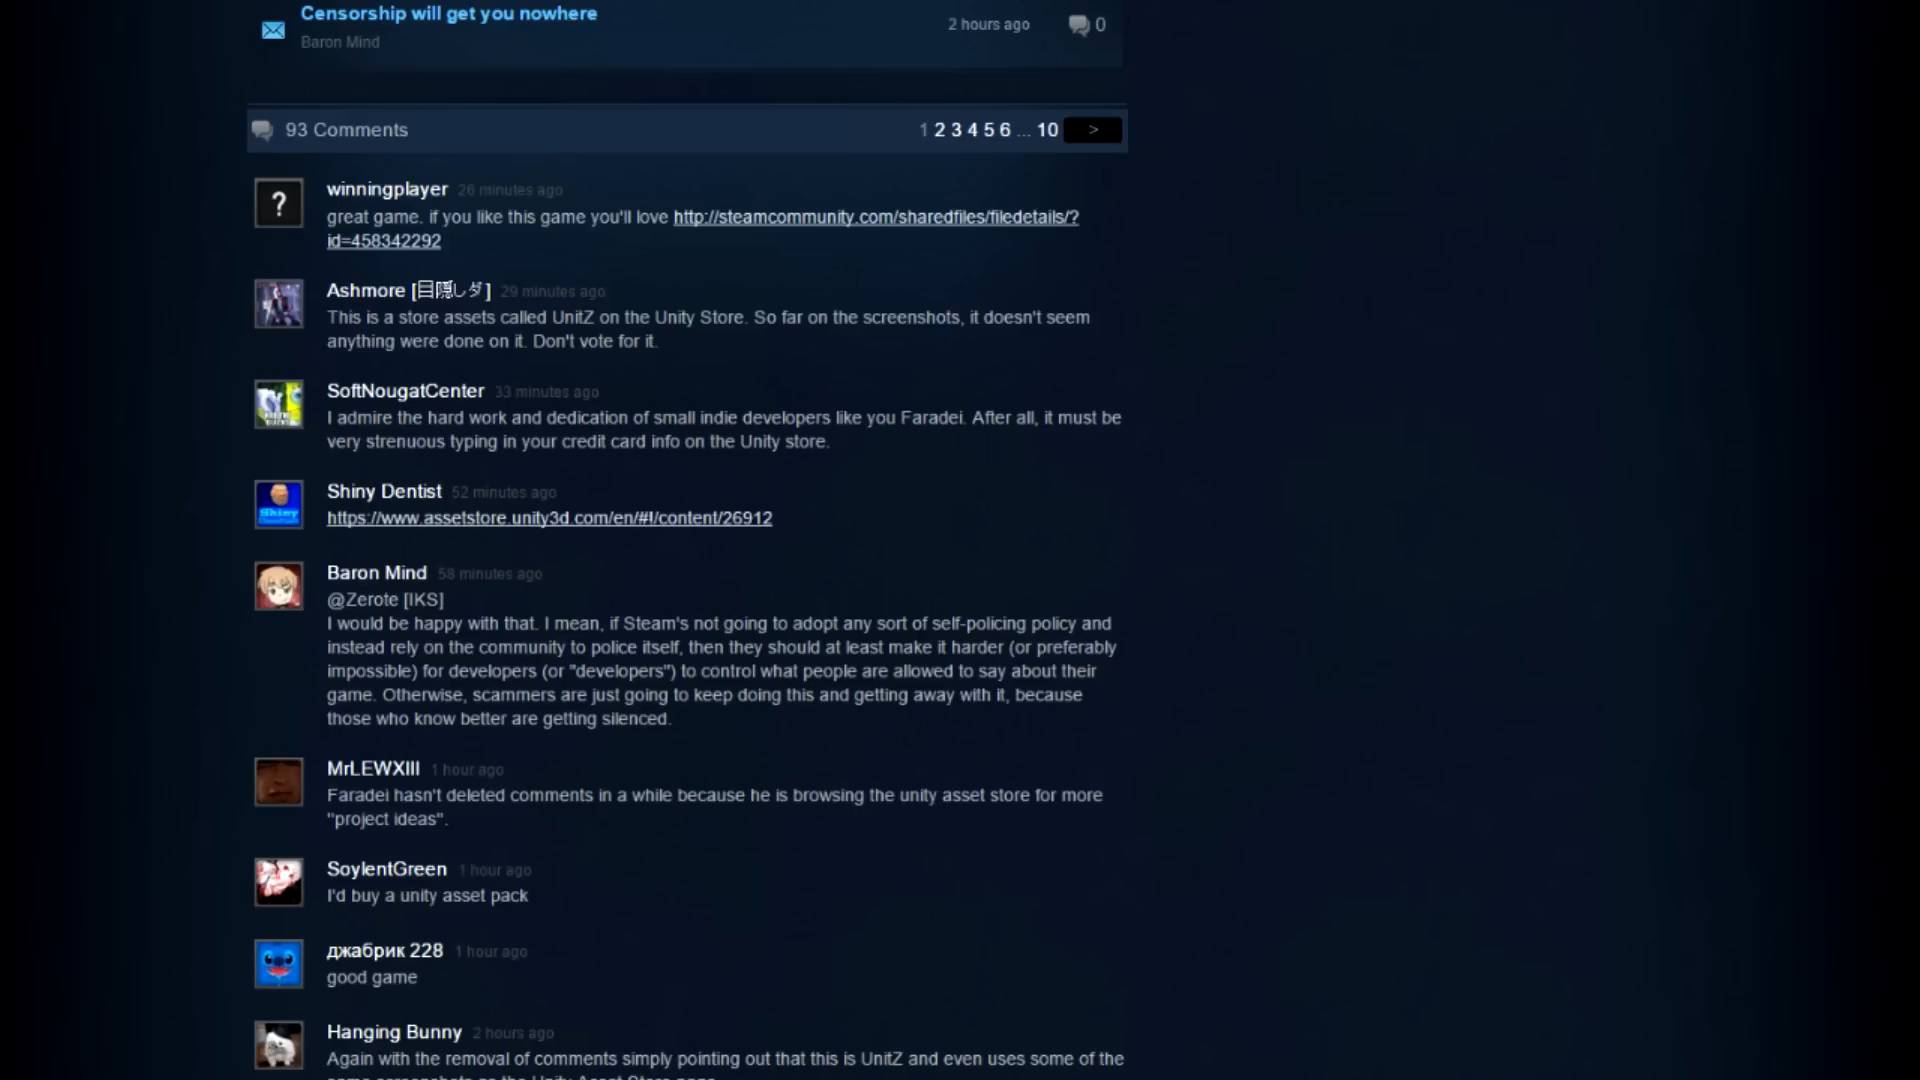 Censorship will get you nowhere
Baron Mind
2 hours ago
0
93 Comments
1 2 3 4 5 6 ... 10 >
?
winningplayer 26 minutes ago
great game. if you like this game you'll love http://steamcommunity.com/sharedfiles/filedetails/?
id=458342292
Ashmore [目隠しダ] 29 minutes ago
This is a store assets called UnitZ on the Unity Store. So far on the screenshots, it doesn't seem
anything were done on it. Don't vote for it.
SoftNougatCenter 33 minutes ago
I admire the hard work and dedication of small indie developers like you Faradei. After all, it must be
very strenuous typing in your credit card info on the Unity store.
Shiny
Shiny Dentist 52 minutes ago
https://www.assetstore.unity3d.com/en/#!/content/26912
Baron Mind 58 minutes ago
@Zerote [IKS]
I would be happy with that. I mean, if Steam's not going to adopt any sort of self-policing policy and
instead rely on the community to police itself, then they should at least make it harder (or preferably
impossible) for developers (or "developers") to control what people are allowed to say about their
game. Otherwise, scammers are just going to keep doing this and getting away with it, because
those who know better are getting silenced.
MrLEWXIII 1 hour ago
Faradei hasn't deleted comments in a while because he is browsing the unity asset store for more
"project ideas".
SoylentGreen 1 hour ago
I'd buy a unity asset pack
джабрик 228 1 hour ago
good game
Hanging Bunny 2 hours ago
Again with the removal of comments simply pointing out that this is UnitZ and even uses some of the